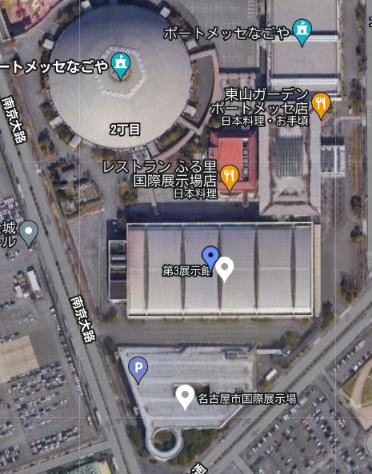 ポートメッセなごや
ートメッセなごや
東山ガーデン
ポートメッセ店
日本料理・お手頃
南京大路
2丁目
レストラン ふる里
国際展示場店
日本料理
城
ル
第3展示館
南京大路
P
名古屋市国際展示場